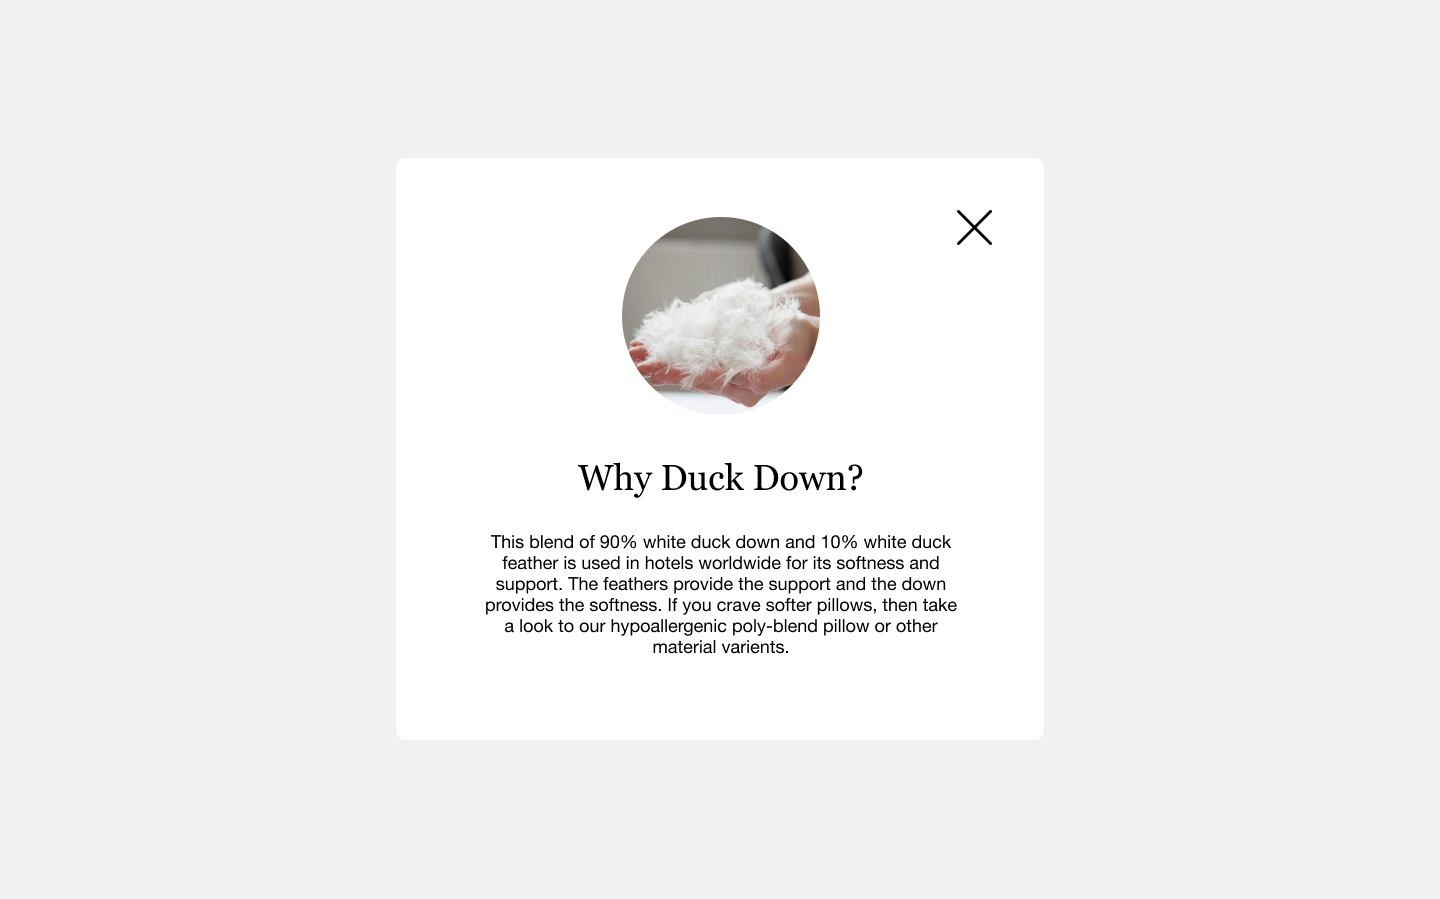 Why Duck Down?
This blend of 90% white duck down and 10% white duck
feather is used in hotels worldwide for its softness and
support. The feathers provide the support and the down
provides the softness. If you crave softer pillows, then take
a look to our hypoallergenic poly-blend pillow or other
material varients.